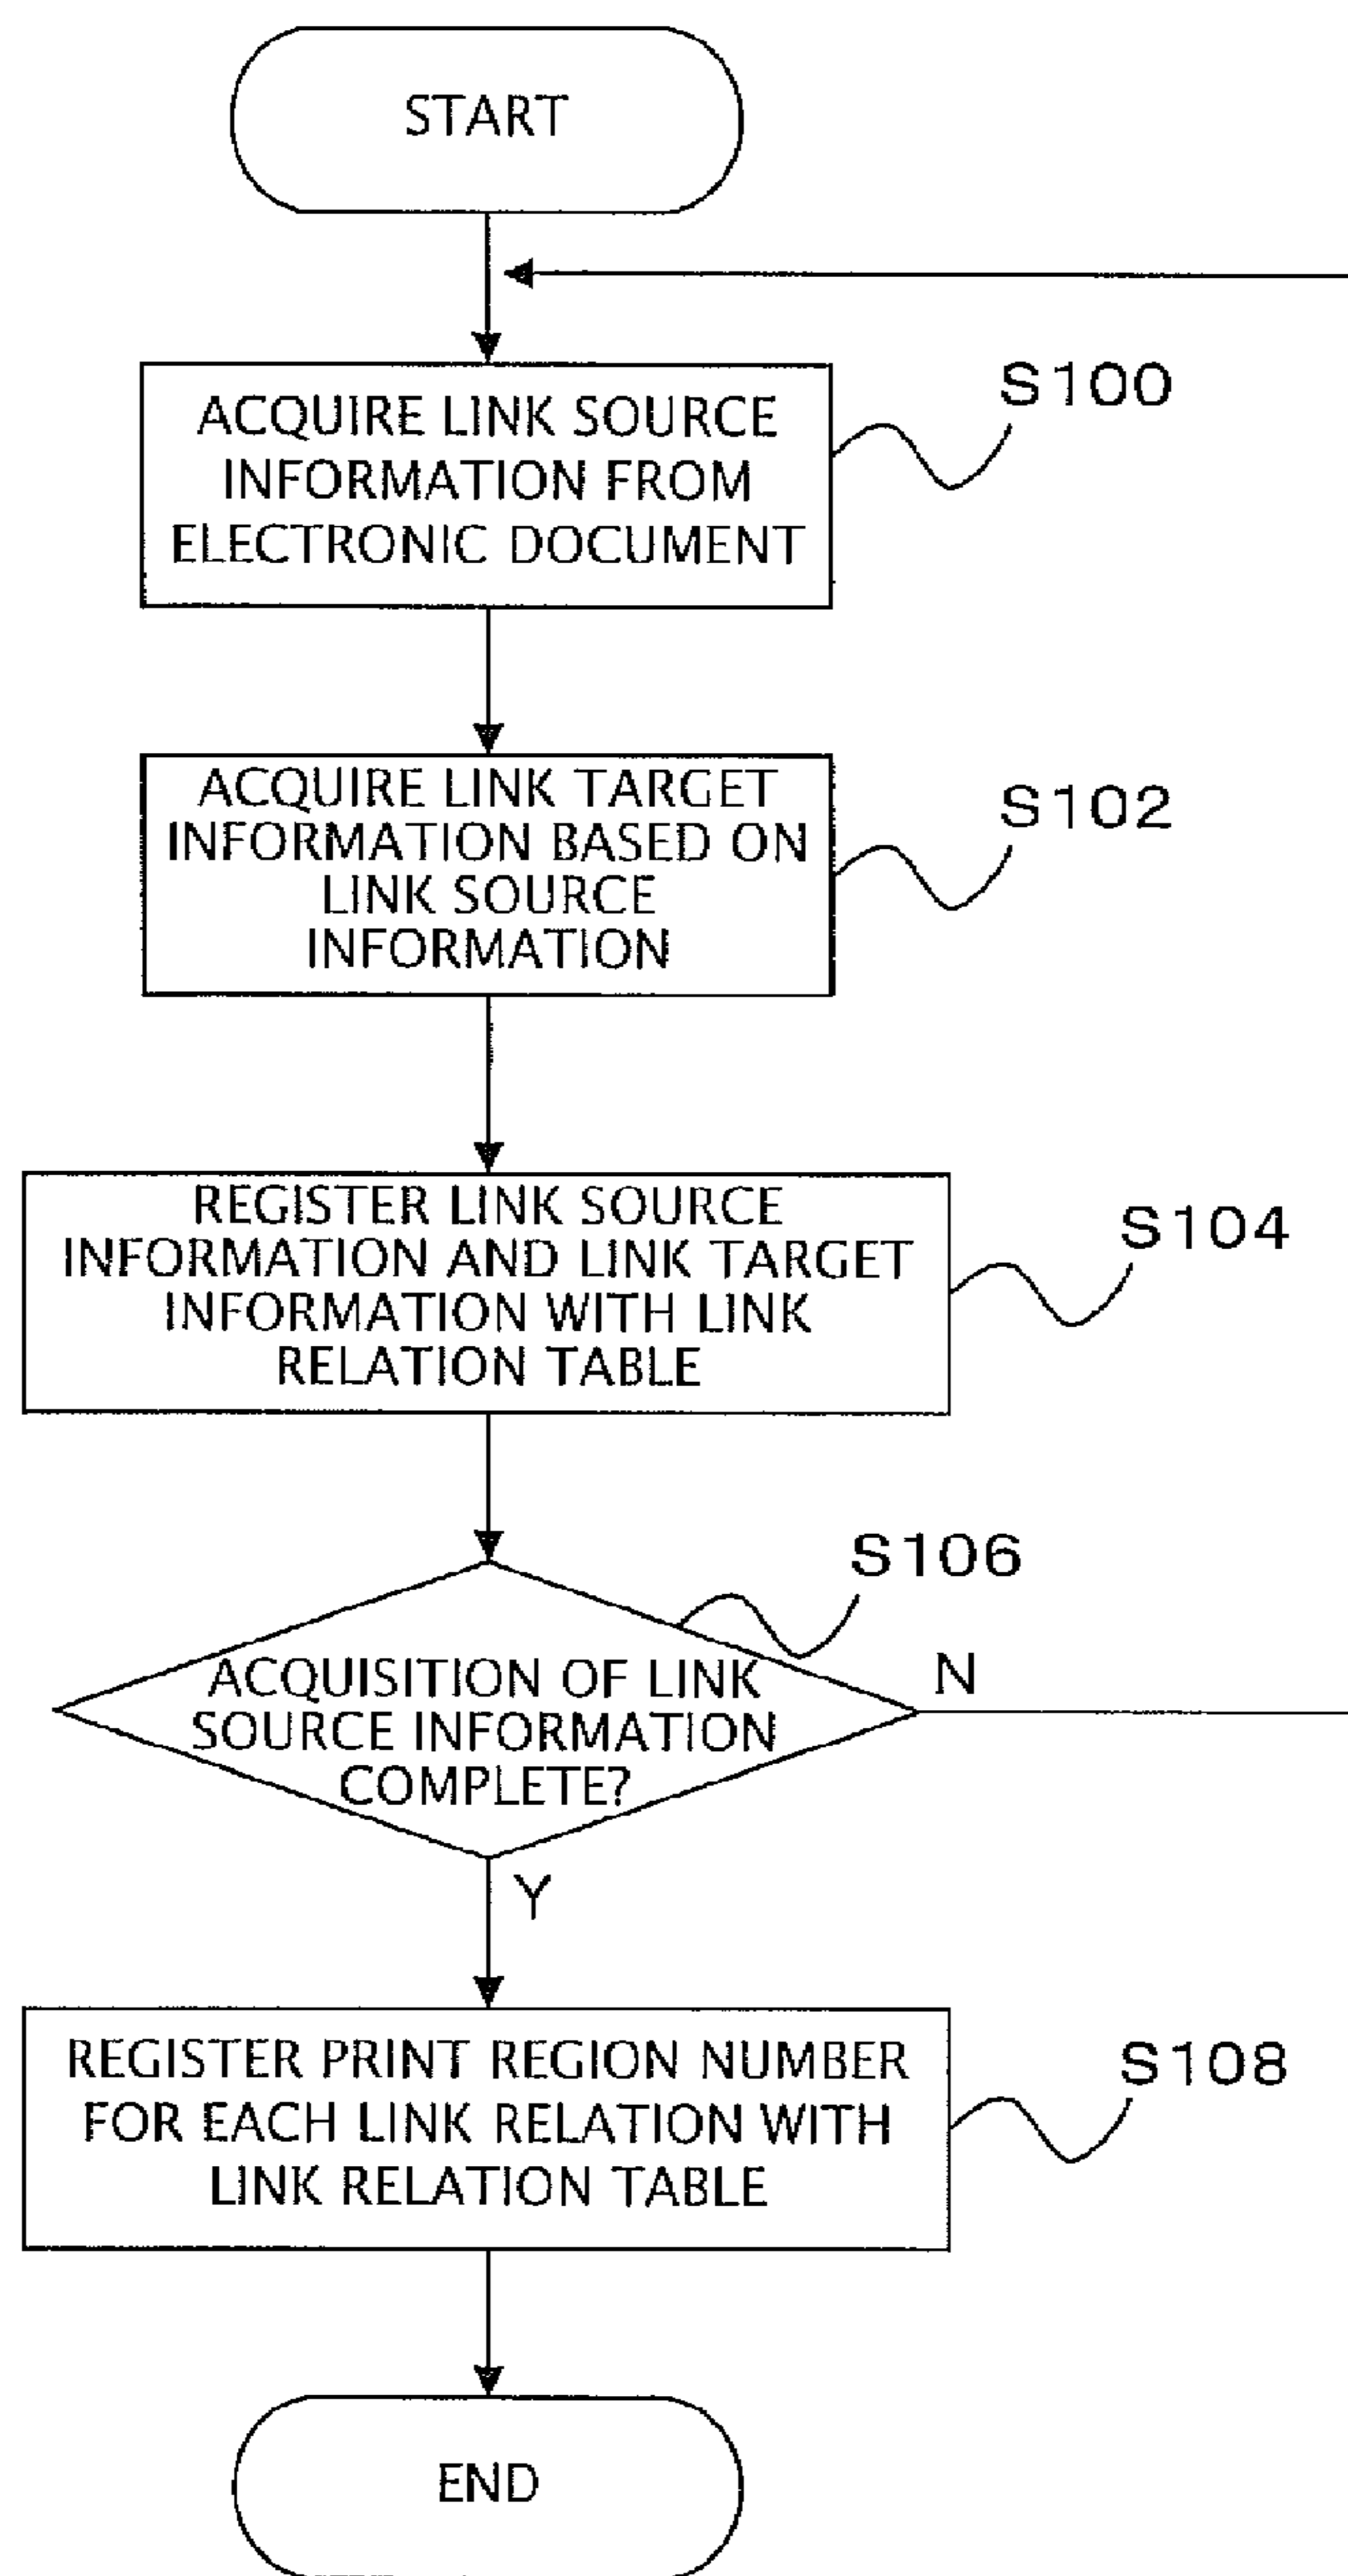 START
ACQUIRE LINK SOURCE
INFORMATION FROM
ELECTRONIC DOCUMENT
S100
ACQUIRE LINK TARGET
INFORMATION BASED ON
LINK SOURCE
INFORMATION
S102
REGISTER LINK SOURCE
INFORMATION AND LINK TARGET
INFORMATION WITH LINK
RELATION TABLE
S104
S106
ACQUISITION OF LINK
SOURCE INFORMATION
COMPLETE?
N
Y
REGISTER PRINT REGION NUMBER
FOR EACH LINK RELATION WITH
LINK RELATION TABLE
S108
END